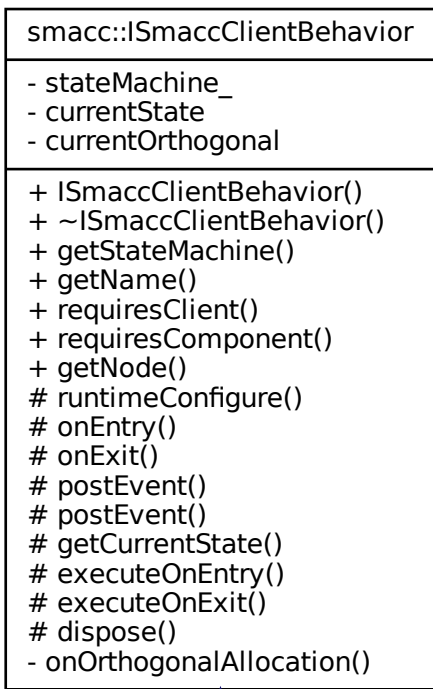 smacc::ISmaccClientBehavior
- stateMachine_
- currentState
- currentOrthogonal
+ ISmaccClientBehavior()
+ ~ISmaccClientBehavior()
+ getStateMachine()
+ getName()
+ requiresClient()
+ requiresComponent()
+ getNode()
# runtimeConfigure()
# onEntry()
# onExit()
# postEvent()
# postEvent()
# getCurrentState()
# executeOnEntry()
# executeOnExit()
# dispose()
- onOrthogonalAllocation()